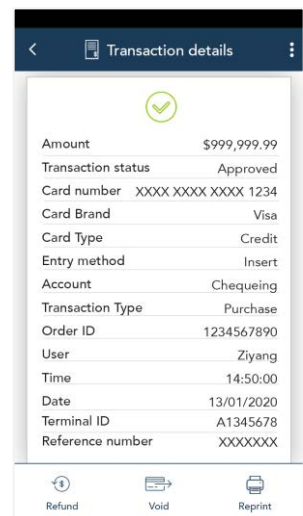 Transaction details
Amount $999,999.99
Transaction status Approved
Card number XXXX XXXX XXXX 1234
Card Brand Visa
Card Type Credit
Entry method Insert
Account Chequeing
Transaction Type Purchase
Order ID 1234567890
User Ziyang
Time 14:50:00
Date 13/01/2020
Terminal ID A1345678
Reference number XXXXXXX
Refund Void Reprint